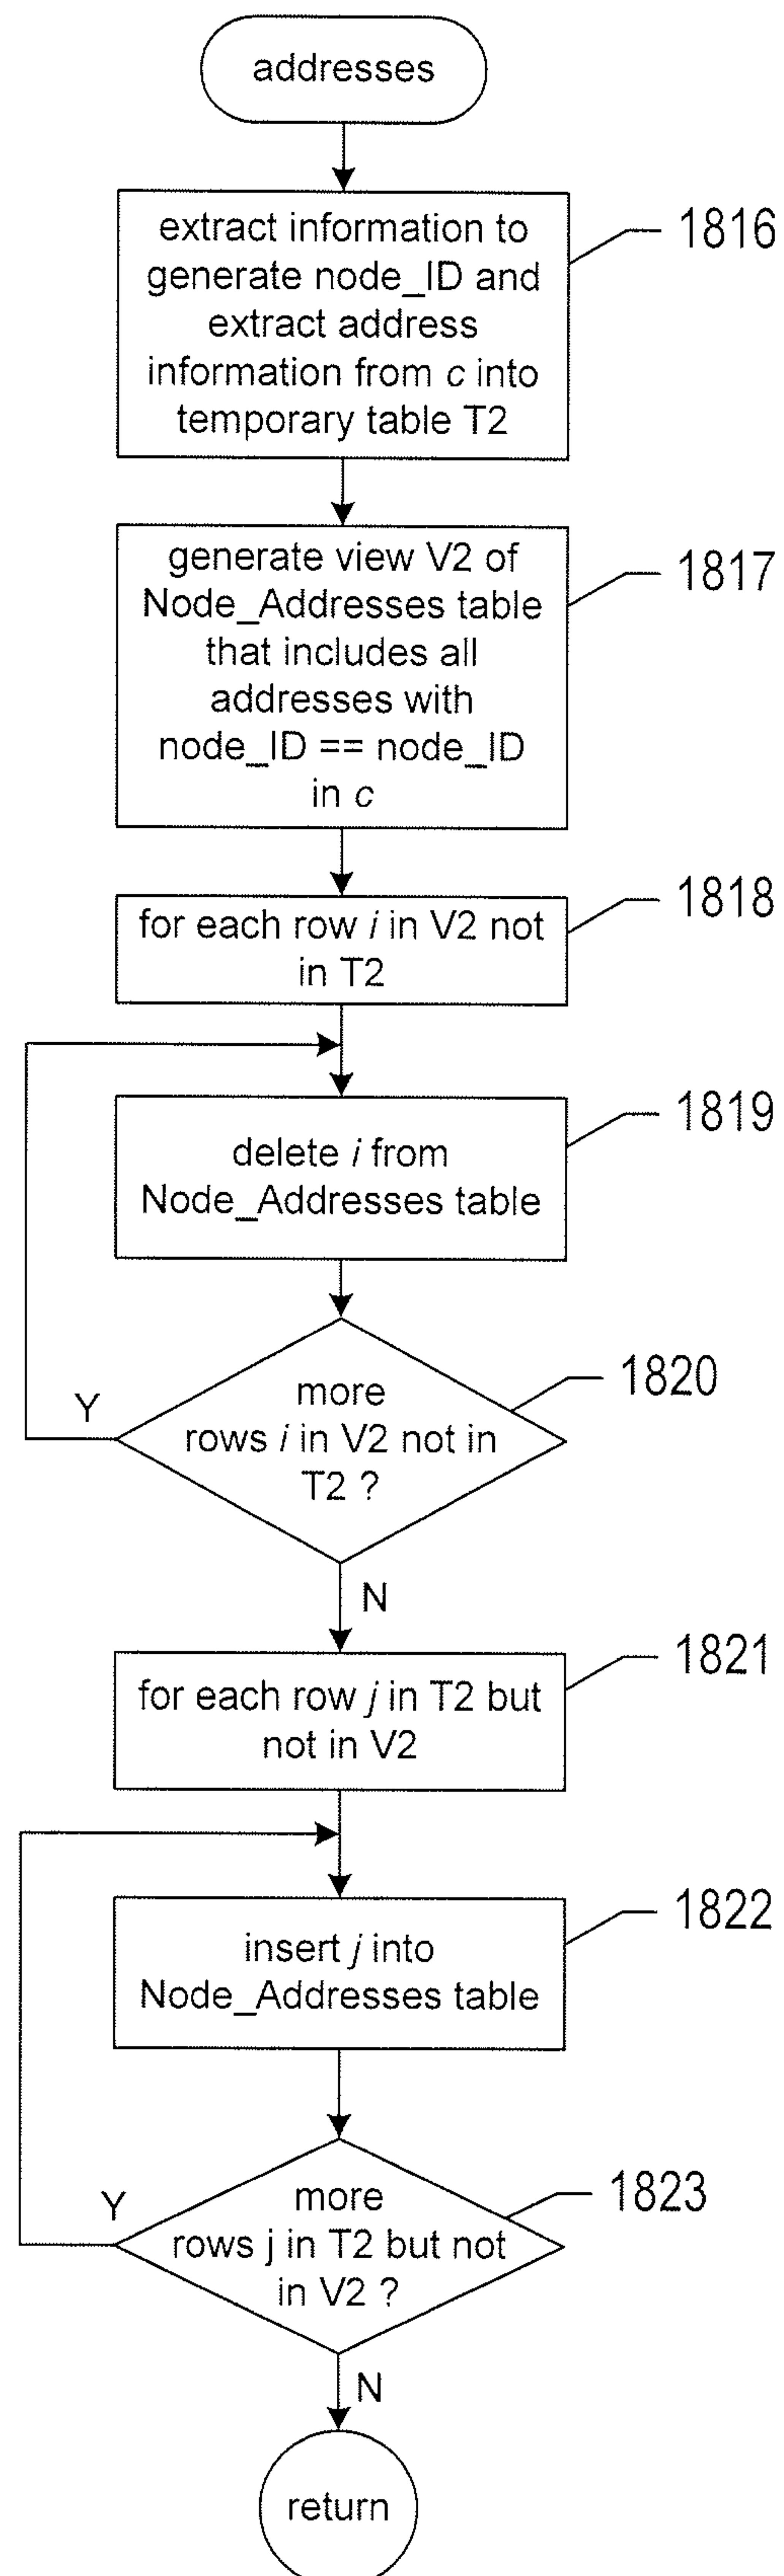 addresses
extract information to
generate node_ID and
extract address
information from c into
temporary table T2
1816
generate view V2 of
Node_Addresses table
that includes all
addresses with
node_ID == node_ID
in c
1817
for each row i in V2 not
in T2
1818
delete i from
Node_Addresses table
1819
more
rows i in V2 not in
T2 ?
1820
Y
N
for each row j in T2 but
not in V2
1821
insert j into
Node_Addresses table
1822
more
rows j in T2 but not
in V2 ?
1823
Y
N
return